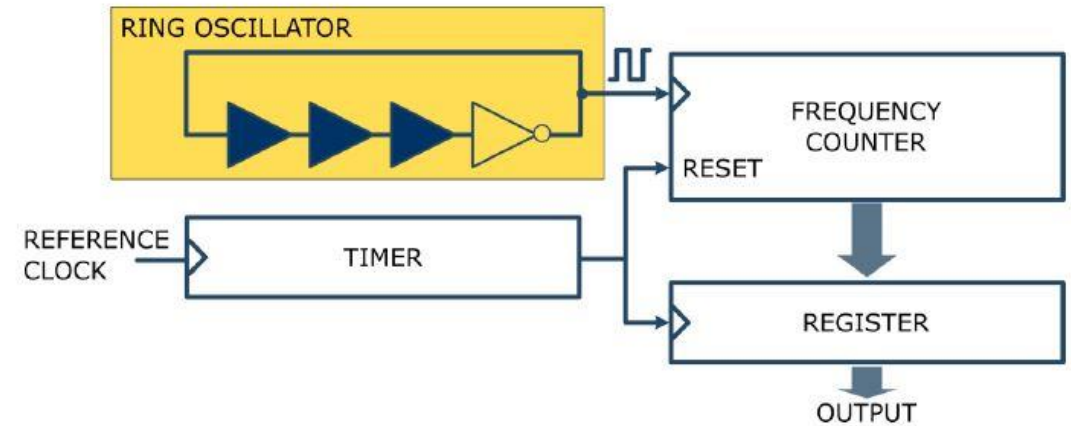 RING OSCILLATOR
FREQUENCY
COUNTER
RESET
REFERENCE
CLOCK
TIMER
REGISTER
OUTPUT